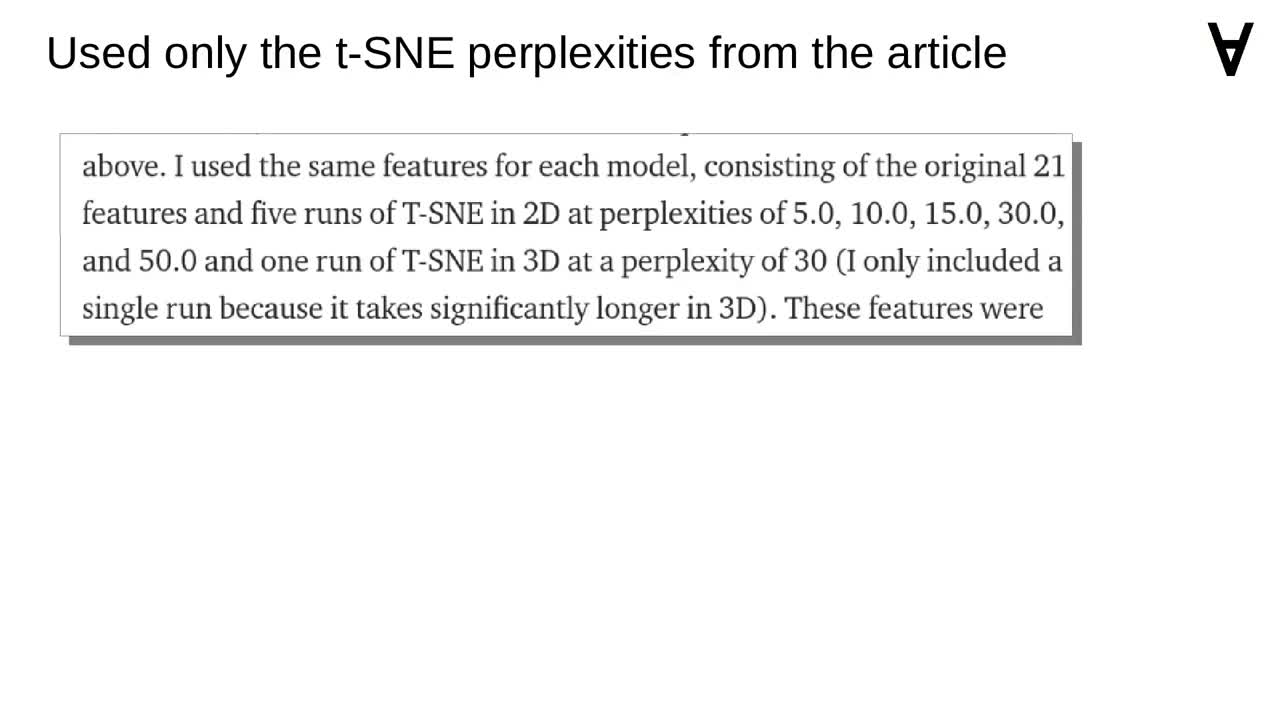 Used only the t-SNE perplexities from the article
∀
above. I used the same features for each model, consisting of the original 21
features and five runs of T-SNE in 2D at perplexities of 5.0, 10.0, 15.0, 30.0,
and 50.0 and one run of T-SNE in 3D at a perplexity of 30 (I only included a
single run because it takes significantly longer in 3D). These features were